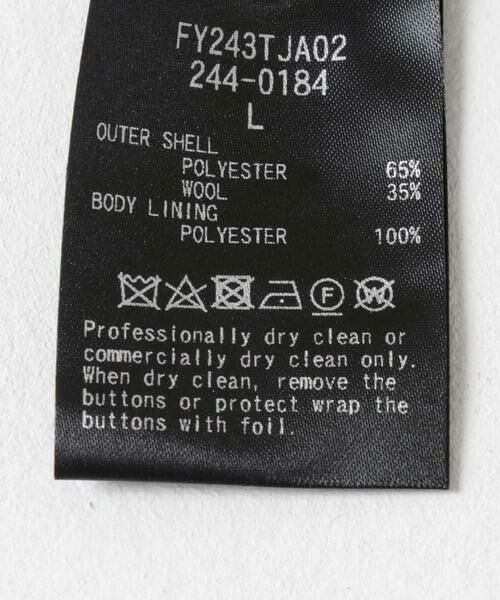 FY243TJA02
244-0184
L
OUTER SHELL
POLYESTER 65%
WOOL 35%
BODY LINING
POLYESTER 100%
F W
Professionally dry clean or
commercially dry clean only.
When dry clean, remove the
buttons or protect wrap the
buttons with foil.